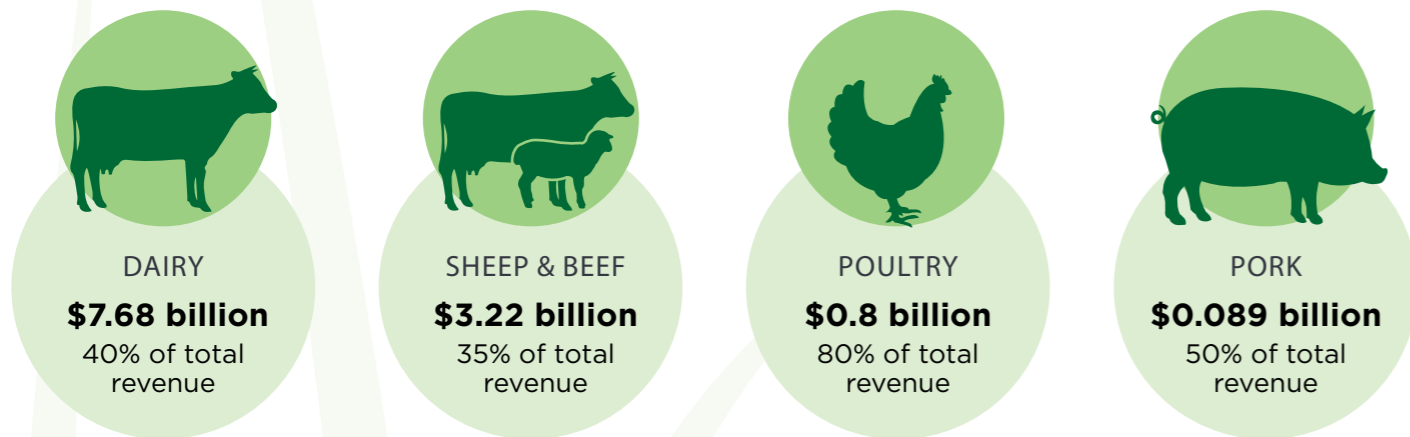 DAIRY
$7.68 billion
40% of total
revenue
SHEEP & BEEF
$3.22 billion
35% of total
revenue
POULTRY
$0.8 billion
80% of total
revenue
PORK
$0.089 billion
50% of total
revenue